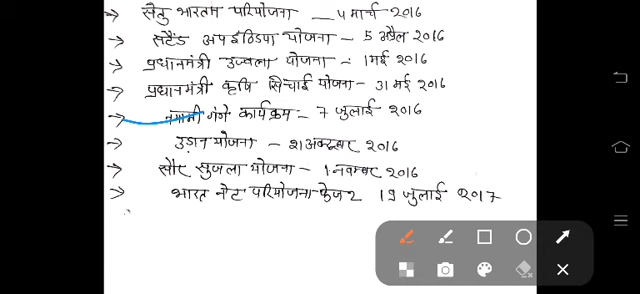 → सेतु भारतम परियोजना — 4 मार्च 2016
→ स्टैंड अप इंडिया योजना – 5 अप्रैल 2016
→ प्रधानमंत्री उज्वला योजना - 1 मई 2016
→ प्रधानमंत्री कृषि सिंचाई योजना - 31 मई 2016
→ नमामी गंगे कार्यक्रम – 7 जुलाई 2016
→ उड़ान योजना – 21 अक्टूबर 2016
→ सौर सुजला योजना - 1 नवम्बर 2016
→ भारत नेट परियोजना फेज 2 19 जुलाई 2017